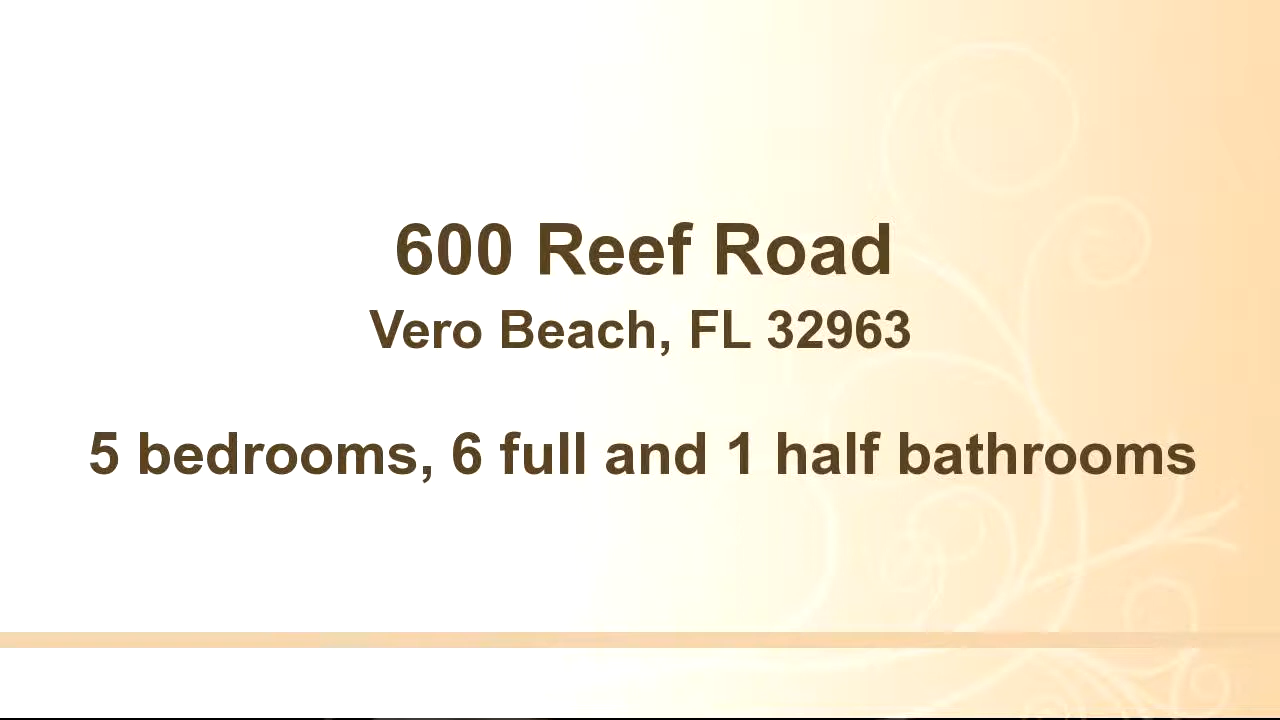 600 Reef Road
Vero Beach, FL 32963
5 bedrooms, 6 full and 1 half bathrooms